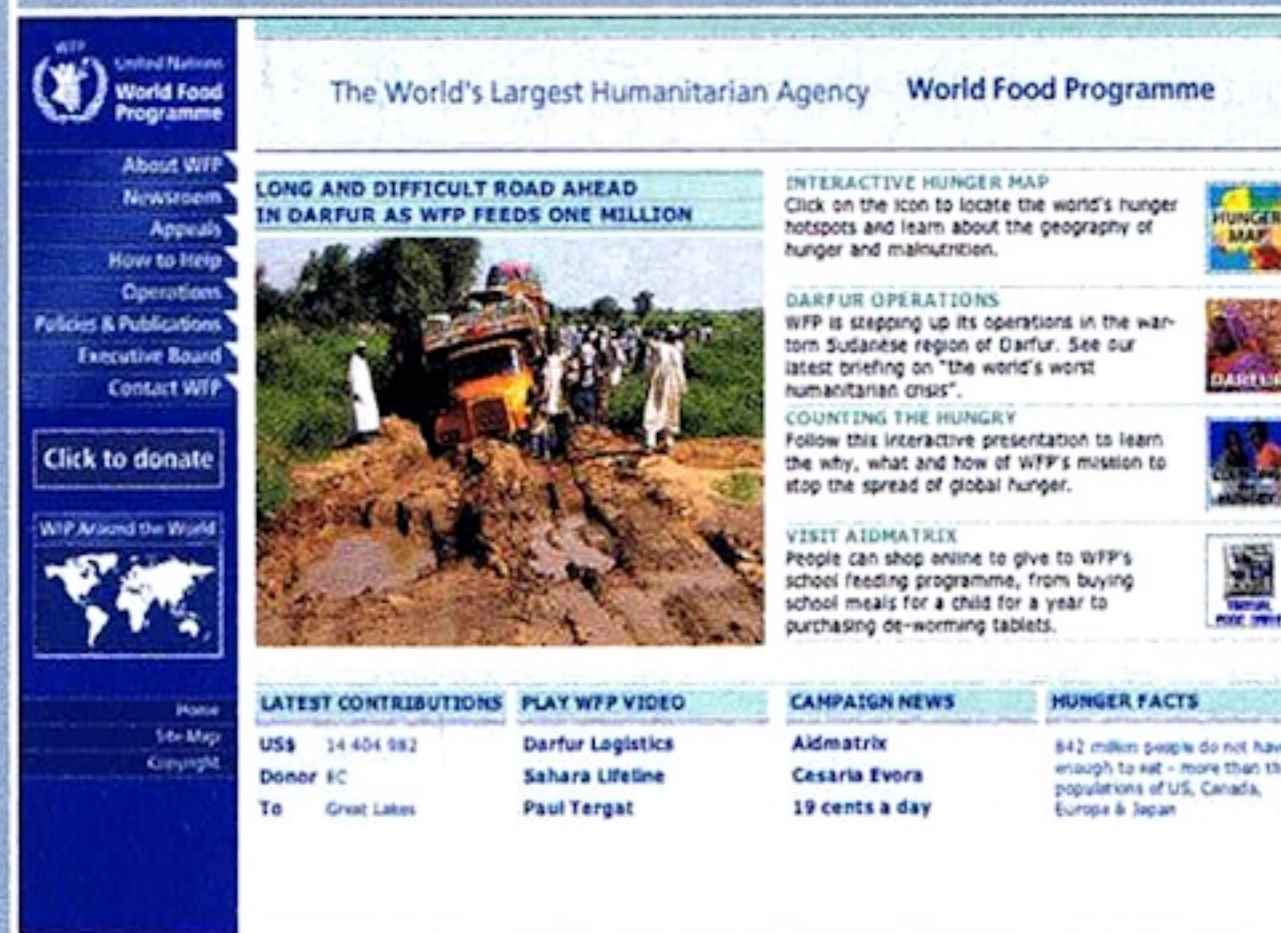 WFP
United Nations
World Food
Programme
The World's Largest Humanitarian Agency World Food Programme
About WFP
Newsroom
Appeals
How to Help
Operations
Policies & Publications
Executive Board
Contact WFP
Click to donate
WFP Around the World
Home
Site Map
Copyright
LONG AND DIFFICULT ROAD AHEAD
IN DARFUR AS WFP FEEDS ONE MILLION
INTERACTIVE HUNGER MAP
Click on the icon to locate the world's hunger
hotspots and learn about the geography of
hunger and malnutrition.
HUNGER
MAP
DARFUR OPERATIONS
WFP is stepping up its operations in the war-
torn Sudanese region of Darfur. See our
latest briefing on "the world's worst
humanitarian crisis".
DARFUR
COUNTING THE HUNGRY
Follow this interactive presentation to learn
the why, what and how of WFP's mission to
stop the spread of global hunger.
HUNGRY
VISIT AIDMATRIX
People can shop online to give to WFP's
school feeding programme, from buying
school meals for a child for a year to
purchasing de-worming tablets.
VIRTUAL
FOOD DRIVE
LATEST CONTRIBUTIONS
US$ 14 404 982
Donor EC
To Great Lakes
PLAY WFP VIDEO
Darfur Logistics
Sahara Lifeline
Paul Tergat
CAMPAIGN NEWS
Aidmatrix
Cesaria Evora
19 cents a day
HUNGER FACTS
842 million people do not have
enough to eat - more than the
populations of US, Canada,
Europe & Japan